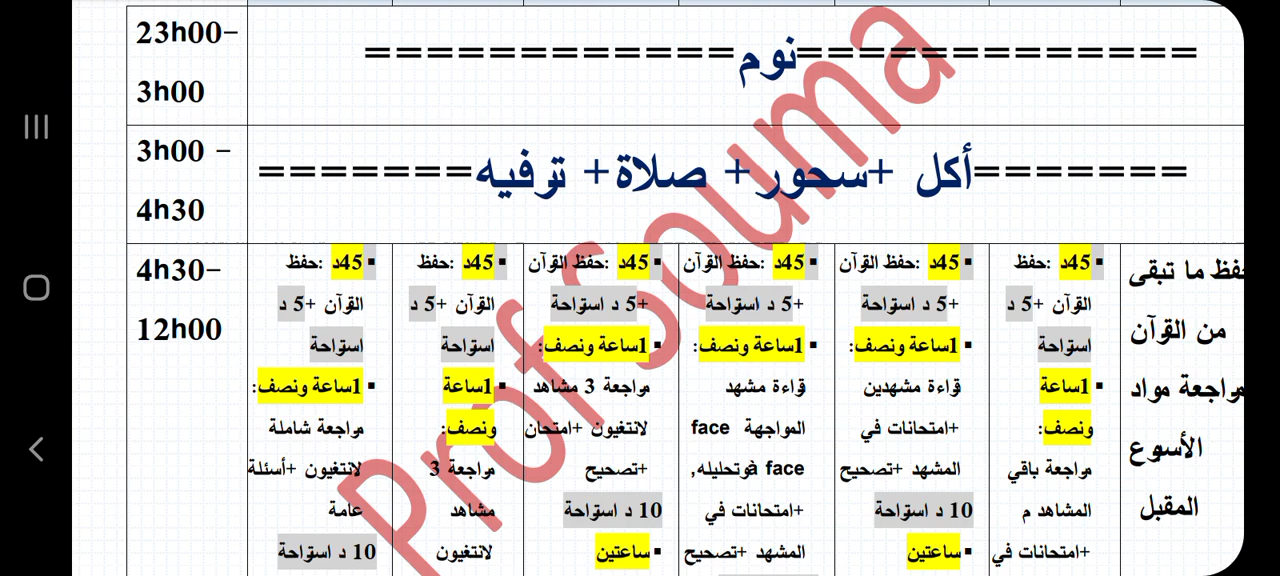 23h00–
3h00
=============نوم============
3h00 –
4h30
=======أكل +سحور+ صلاة+ ترفيه=======
4h30–
12h00
45د :حفظ
القرآن +5 د
استراحة
1ساعة ونصف:
مراجعة شاملة
لانتغيون +أسئلة
عامة
10 د استراحة
45د :حفظ
القرآن +5 د
استراحة
1ساعة
ونصف:
مراجعة 3
مشاهد
لانتغيون
45د :حفظ القرآن
+5 د استراحة
1ساعة ونصف:
مراجعة 3 مشاهد
لانتغيون +امتحان
+تصحيح
10 د استراحة
ساعتين
45د :حفظ القرآن
+5 د استراحة
1ساعة ونصف:
قراءة مشهد
المواجهة face
à face وتحليله,
+امتحانات في
المشهد +تصحيح
45د :حفظ القرآن
+5 د استراحة
1ساعة ونصف:
قراءة مشهدين
+امتحانات في
المشهد +تصحيح
10 د استراحة
ساعتين
45د :حفظ
القرآن +5 د
استراحة
1ساعة
ونصف:
مراجعة باقي
المشاهد م
+امتحانات في
حفظ ما تبقى
من القرآن
مراجعة مواد
الأسوع
المقبل
Prof souma